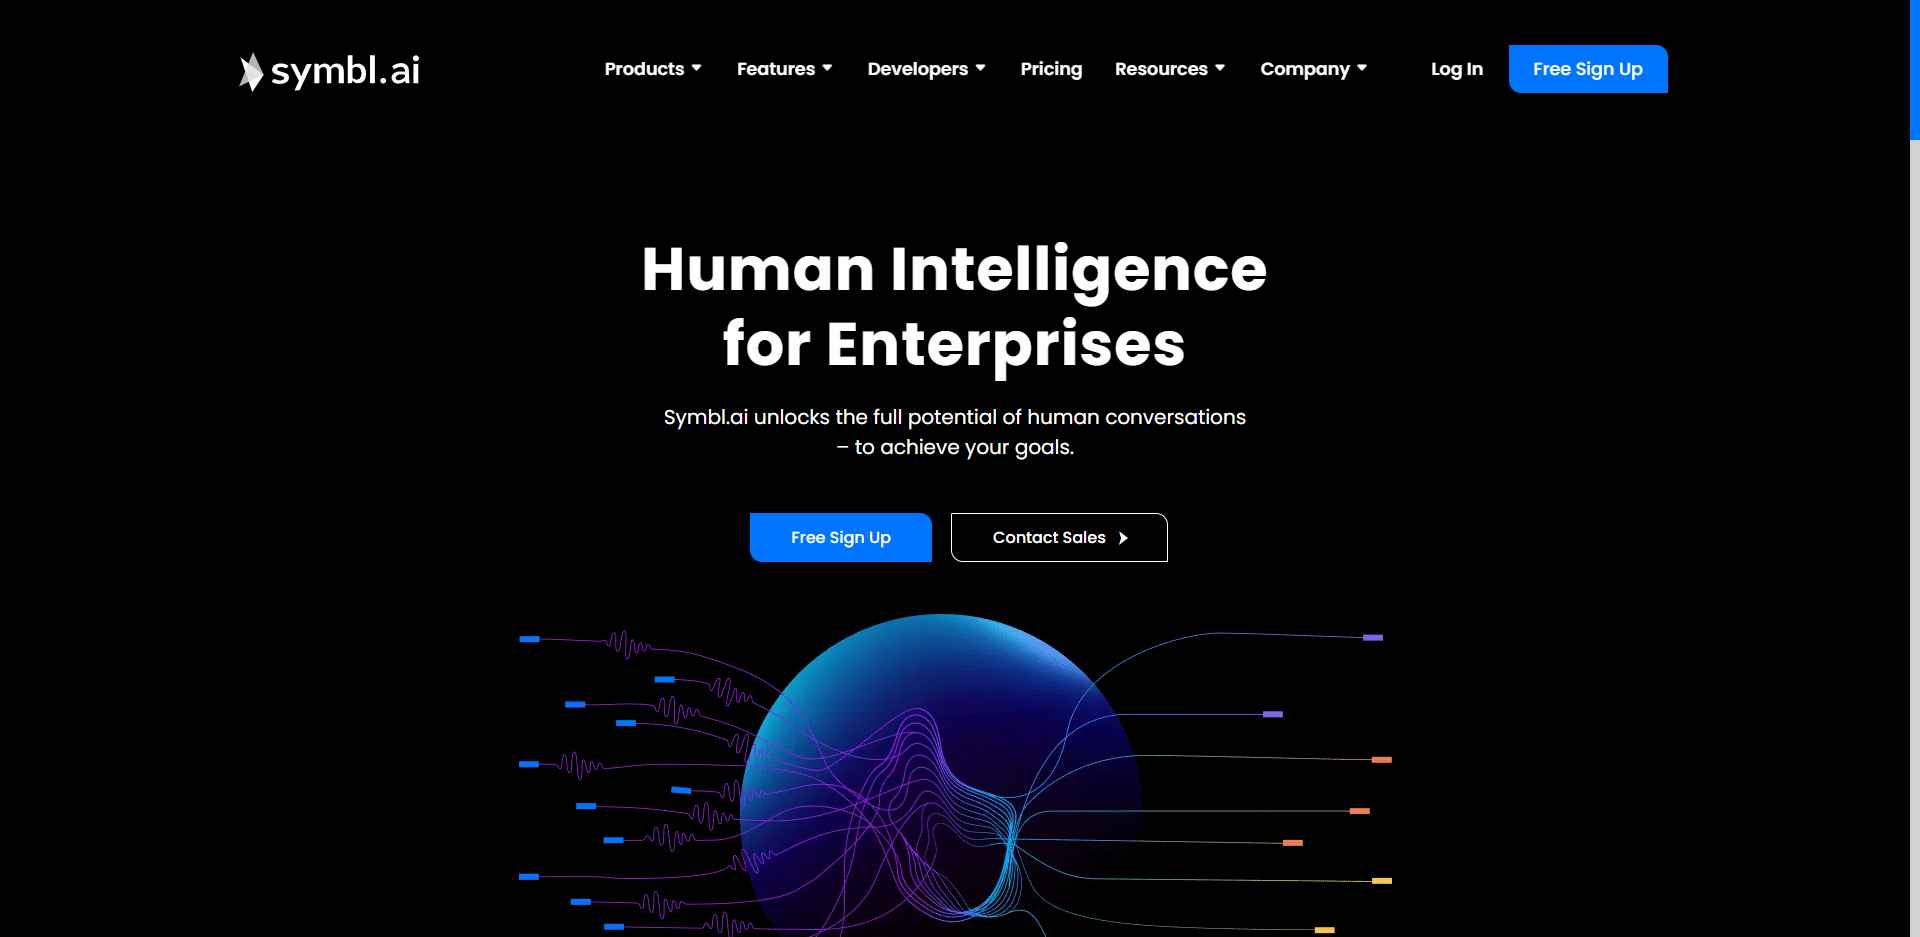 symbl.ai
Products Features Developers Pricing Resources Company Log In Free Sign Up
Human Intelligence
for Enterprises
Symbl.ai unlocks the full potential of human conversations
– to achieve your goals.
Free Sign Up Contact Sales